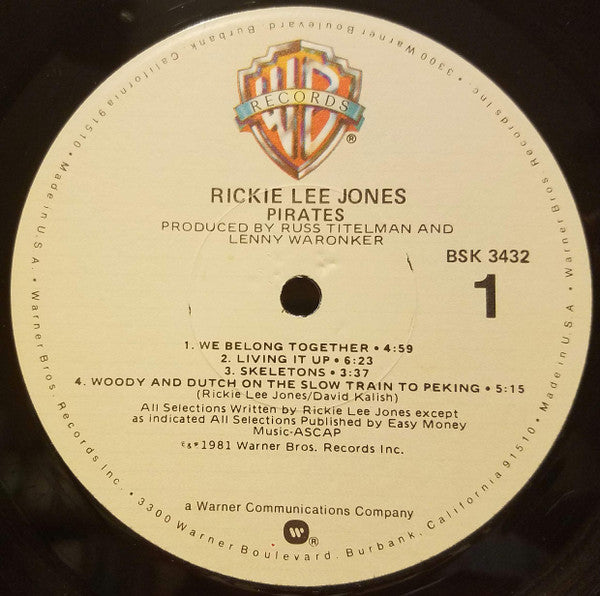 WB
RECORDS
®
RICKIE LEE JONES
PIRATES
PRODUCED BY RUSS TITELMAN AND
LENNY WARONKER
BSK 3432
1
1. WE BELONG TOGETHER • 4:59
2. LIVING IT UP • 6:23
3. SKELETONS • 3:37
4. WOODY AND DUTCH ON THE SLOW TRAIN TO PEKING • 5:15
(Rickie Lee Jones/David Kalish)
All Selections Written by Rickie Lee Jones except
as indicated All Selections Published by Easy Money
Music-ASCAP
©&℗1981 Warner Bros. Records Inc.
a Warner Communications Company
®
Warner Bros. Records Inc. • 3300 Warner Boulevard, Burbank, California 91510 • Made in U.S.A. •
Warner Bros. Records Inc. • 3300 Warner Boulevard, Burbank, California 91510 • Made in U.S.A. •